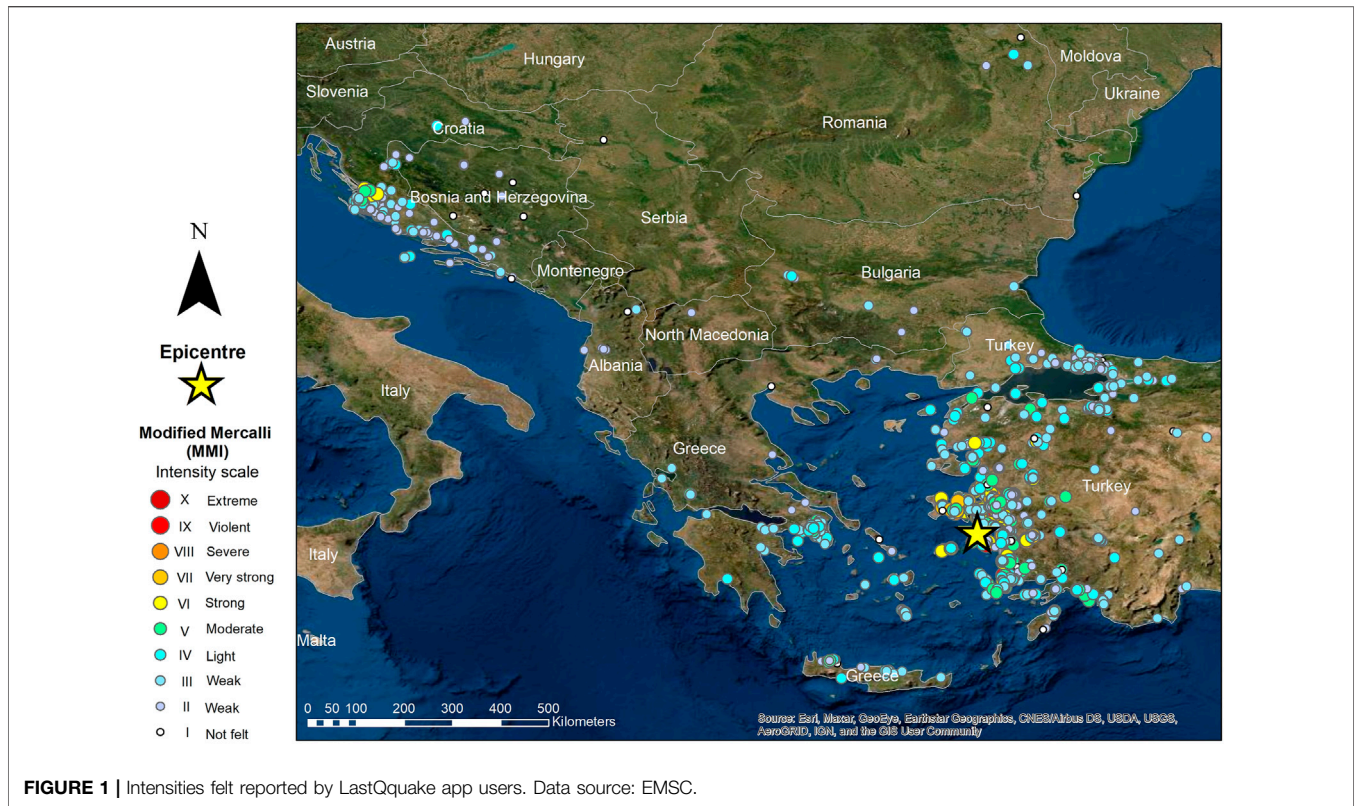 Austria
Hungary
Moldova
Slovenia
Ukraine
Croatia
Romania
Bosnia and Herzegovina
Serbia
N
Montenegro
Bulgaria
North Macedonia
Epicentre
Turkey
Albania
Italy
Modified Mercalli
(MMI)
Intensity scale
Greece
Turkey
X Extreme
IX Violent
VIII Severe
Italy
VII Very strong
VI Strong
V Moderate
Malta
IV Light
III Weak
Greece
II Weak
I Not felt
0 50 100 200 300 400 500
Kilometers
Source: Esri, Maxar, GeoEye, Earthstar Geographics, CNES/Airbus DS, USDA, USGS,
AeroGRID, IGN, and the GIS User Community
FIGURE 1 | Intensities felt reported by LastQquake app users. Data source: EMSC.